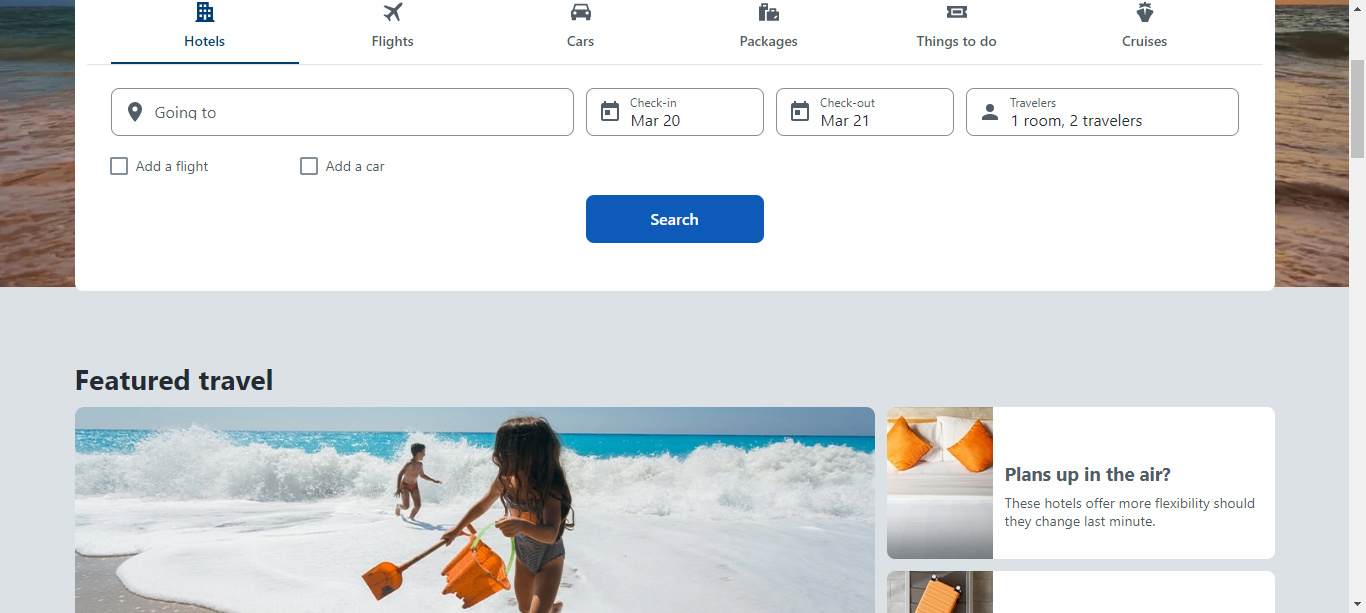 Hotels
Flights
Cars
Packages
Things to do
Cruises
Going to
Check-in
Mar 20
Check-out
Mar 21
Travelers
1 room, 2 travelers
Add a flight
Add a car
Search
Featured travel
Plans up in the air?
These hotels offer more flexibility should
they change last minute.